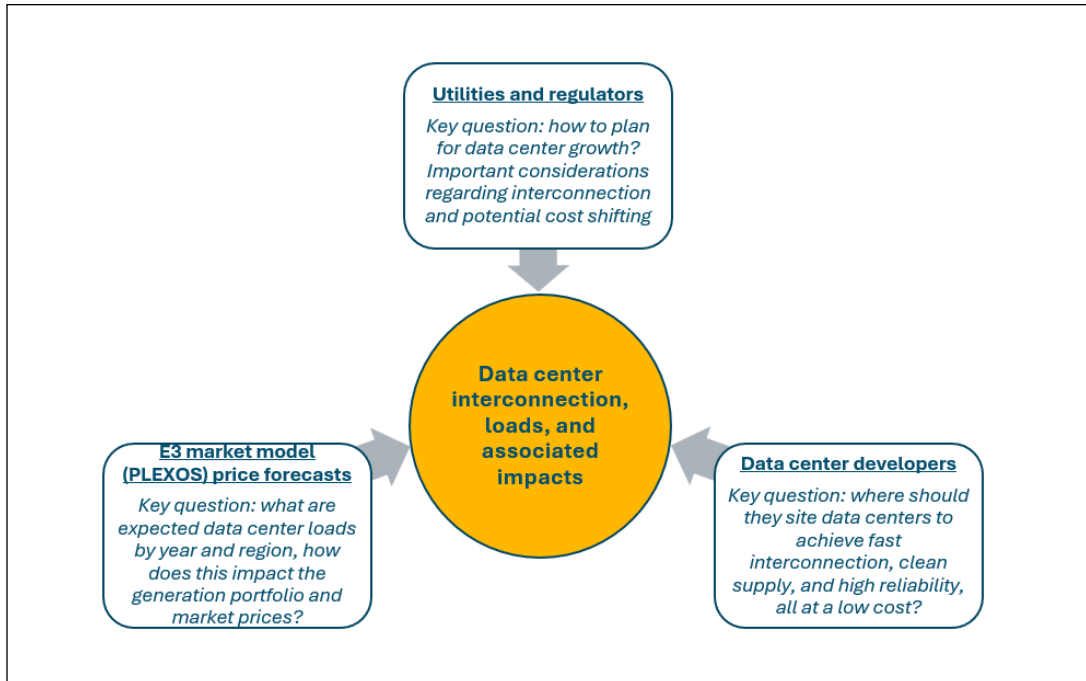 Utilities and regulators
Key question: how to plan
for data center growth?
Important considerations
regarding interconnection
and potential cost shifting
Data center
interconnection,
loads, and
associated
impacts
E3 market model
(PLEXOS) price forecasts
Key question: what are
expected data center loads
by year and region, how
does this impact the
generation portfolio and
market prices?
Data center developers
Key question: where should
they site data centers to
achieve fast
interconnection, clean
supply, and high reliability,
all at a low cost?